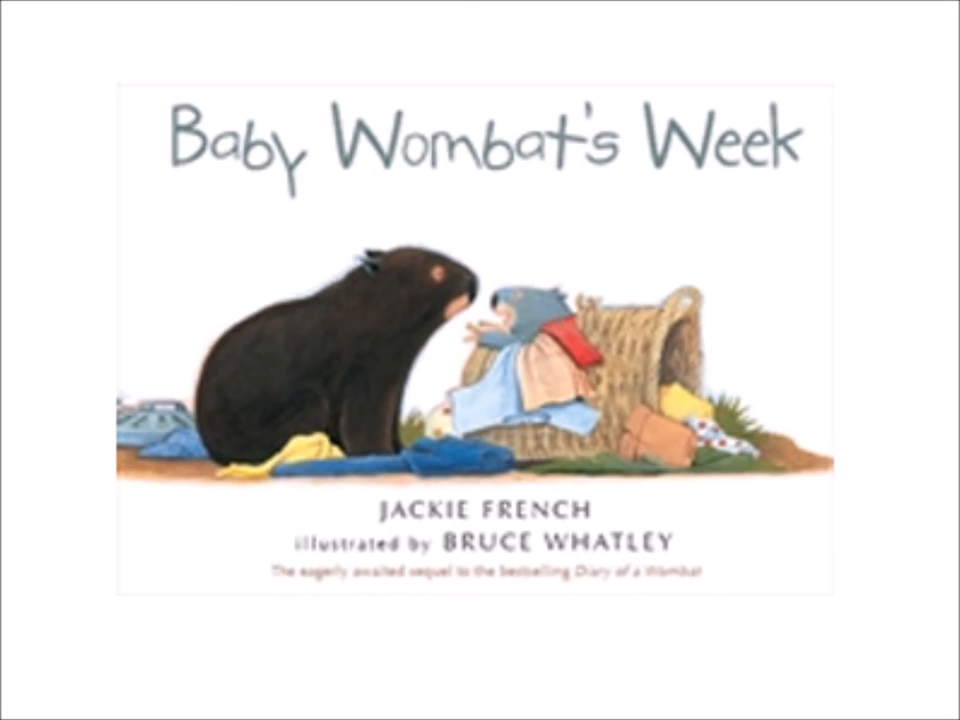 Baby Wombat's Week
JACKIE FRENCH
illustrated by BRUCE WHATLEY
The eagerly awaited sequel to the bestselling Diary of a Wombat